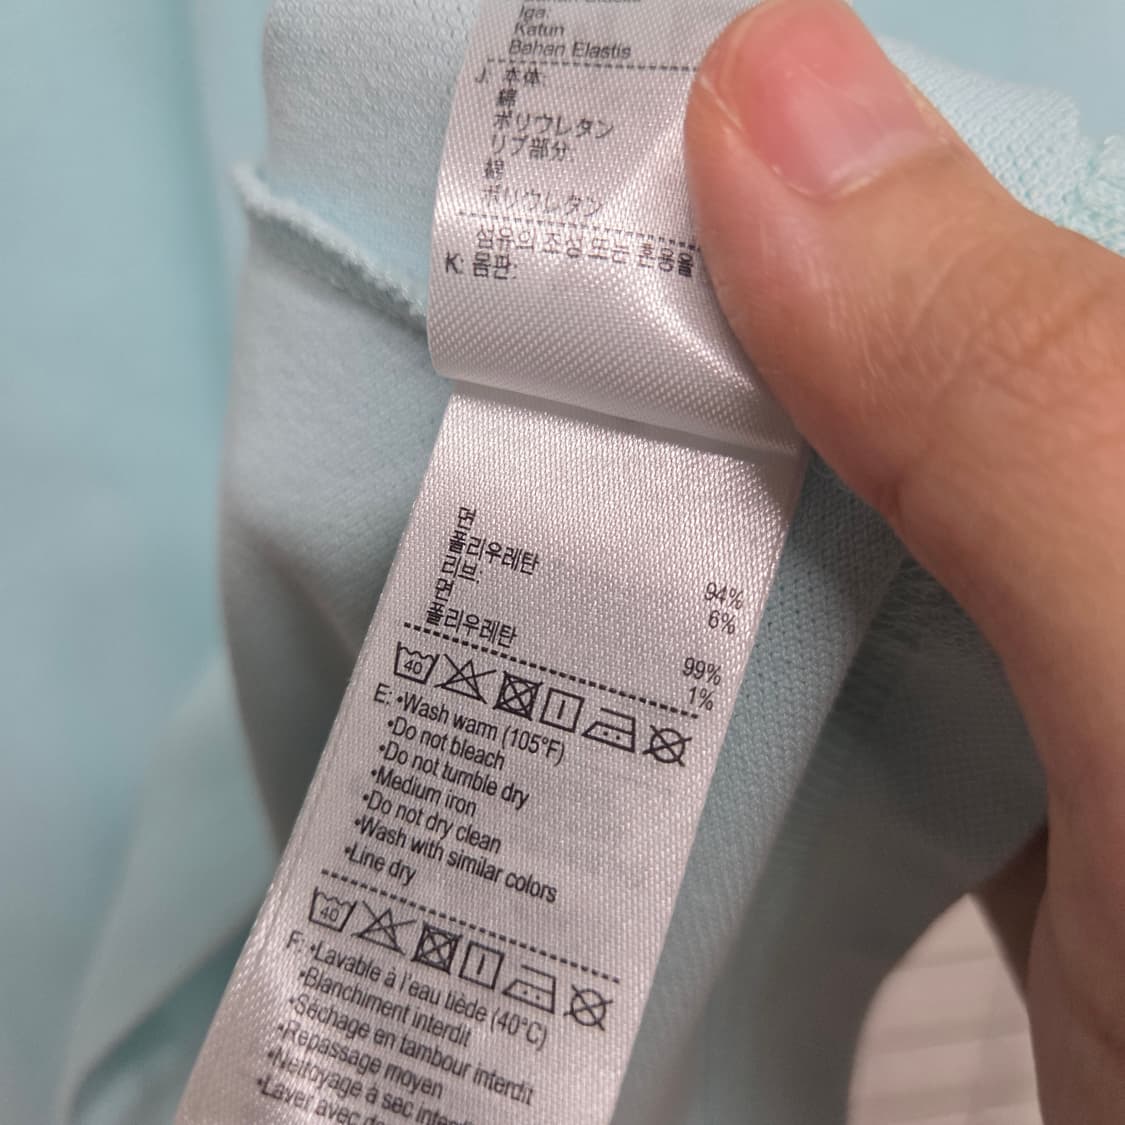 Iga.
Katun
Bahan Elastis
J: 本体:
綿
ポリウレタン
リブ部分:
綿
ポリウレタン
섬유의 조성 또는 혼용율
K: 몸판:
면
폴리우레탄
리브:
면
폴리우레탄
94%
6%
99%
1%
40
E: •Wash warm (105°F)
•Do not bleach
•Do not tumble dry
•Medium iron
•Do not dry clean
•Wash with similar colors
•Line dry
40
F: •Lavable à l'eau tiède (40°C)
•Blanchiment interdit
•Séchage en tambour interdit
•Repassage moyen
•Nettoyage à sec
•Laver avec